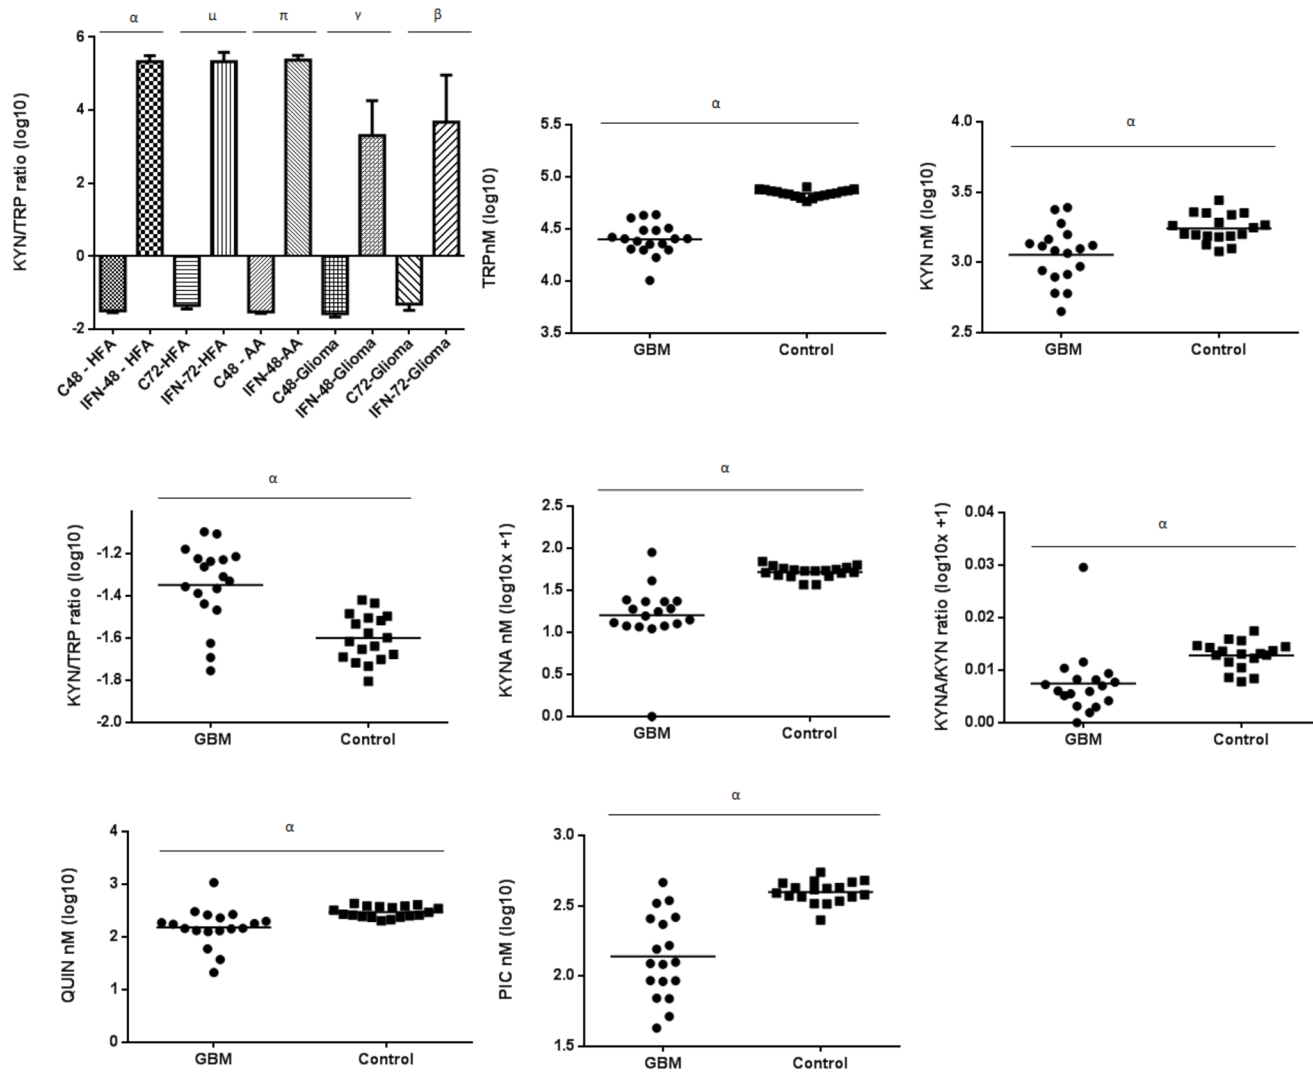 α μ π γ β
KYN/TRP ratio (log10)
6
4
2
0
-2
C48 - HFA
IFN-48 - HFA
C72-HFA
IFN-72-HFA
C48 - AA
IFN-48-AA
C48-Glioma
IFN-48-Glioma
C72-Glioma
IFN-72-Glioma
α
TRPnM (log10)
5.5
5.0
4.5
4.0
3.5
GBM Control
α
KYN nM (log10)
4.0
3.5
3.0
2.5
GBM Control
α
KYN/TRP ratio (log10)
-1.2
-1.4
-1.6
-1.8
-2.0
GBM Control
α
KYNA nM (log10x +1)
2.5
2.0
1.5
1.0
0.5
0.0
GBM Control
α
KYNA/KYN ratio (log10x +1)
0.04
0.03
0.02
0.01
0.00
GBM Control
α
QUIN nM (log10)
4
3
2
1
0
GBM Control
α
PIC nM (log10)
3.0
2.5
2.0
1.5
GBM Control